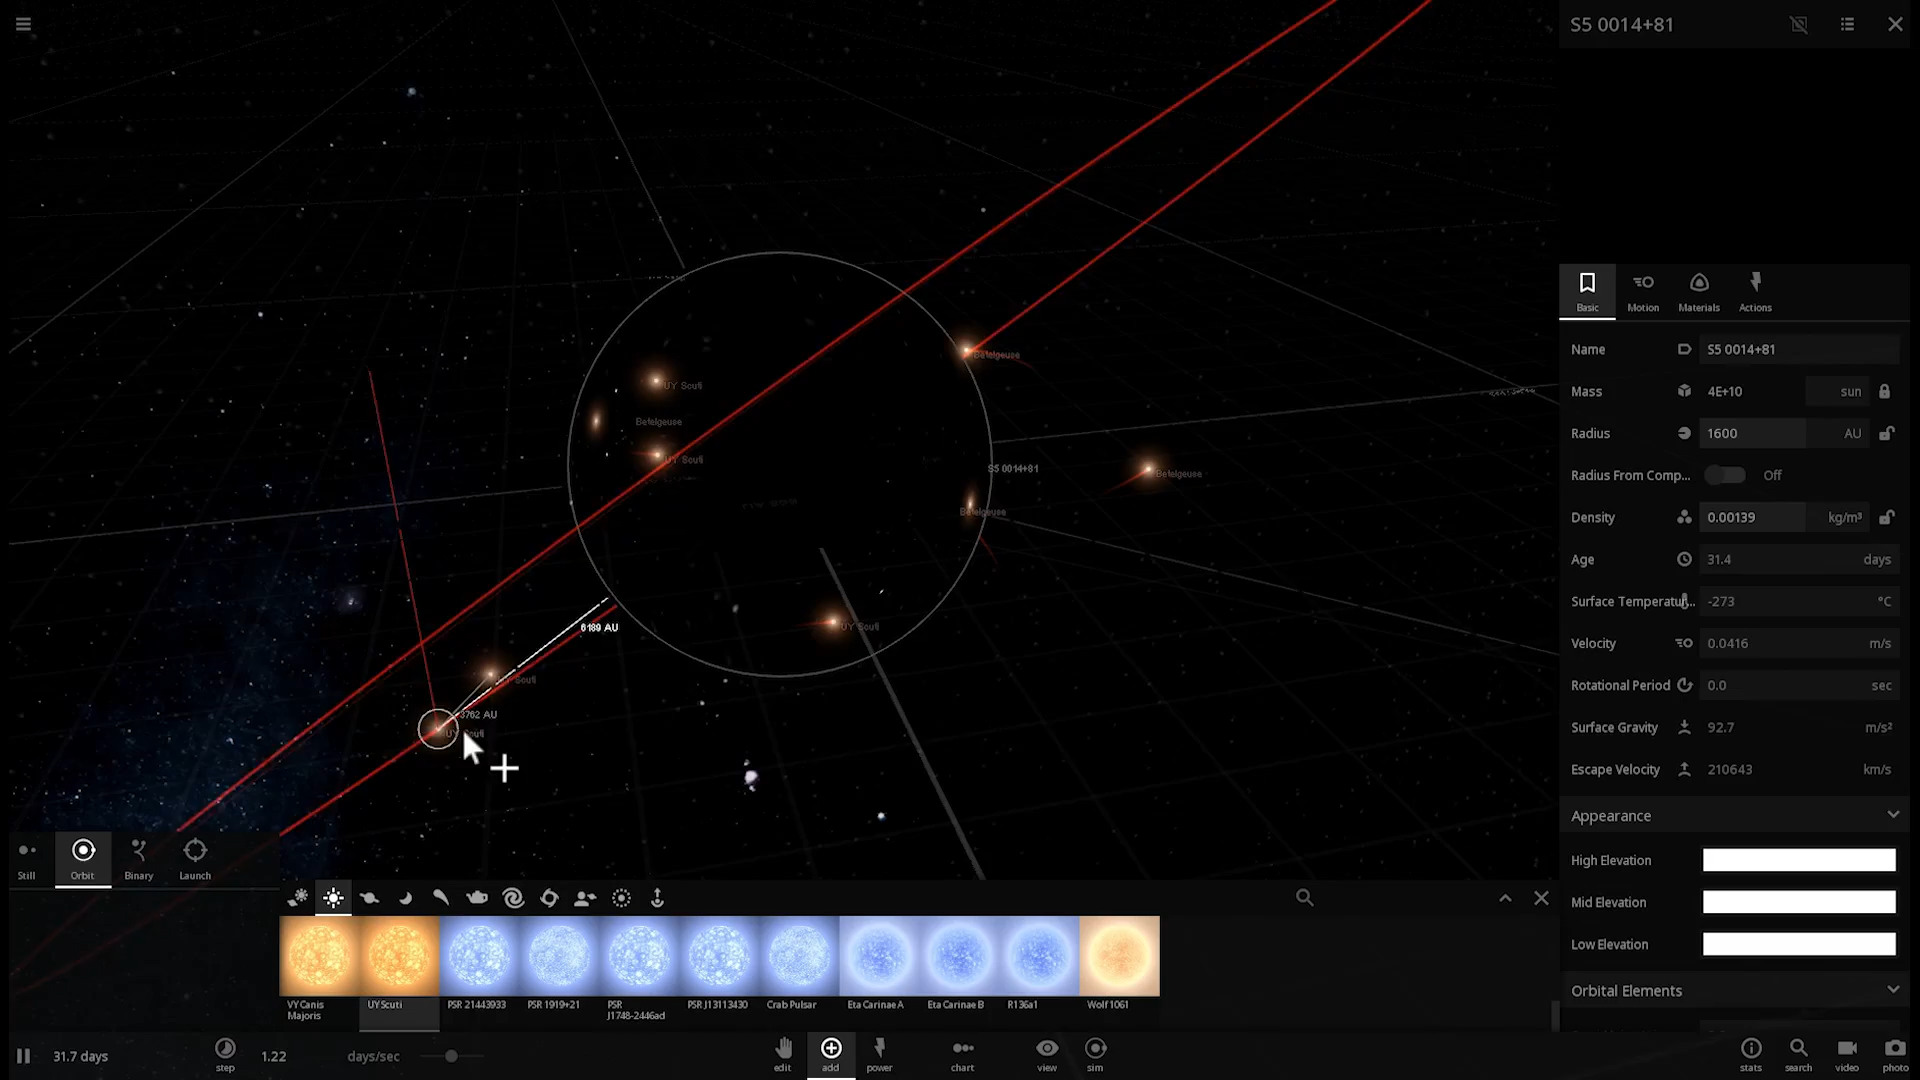 S5 0014+81
Betelgeuse
UY Scuti
Betelgeuse
UY Scuti
S5 0014+81
Betelgeuse
Betelgeuse
6189 AU
UY Scuti
UY Scuti
3762 AU
UY Scuti
Basic
Motion
Materials
Actions
Name S5 0014+81
Mass 4E+10 sun
Radius 1600 AU
Radius From Comp... Off
Density 0.00139 kg/m³
Age 31.4 days
Surface Temperatur... -273 °C
Velocity 0.0416 m/s
Rotational Period 0.0 sec
Surface Gravity 92.7 m/s²
Escape Velocity 210643 km/s
Appearance
High Elevation
Mid Elevation
Low Elevation
Orbital Elements
Still Orbit Binary Launch
VY Canis
Majoris
UY Scuti
PSR 21443933
PSR 1919+21
PSR
J1748-2446ad
PSR J13113430
Crab Pulsar
Eta Carinae A
Eta Carinae B
R136a1
Wolf 1061
31.7 days
step
1.22 days/sec
edit
add
power
chart
view
sim
stats
search
video
photo